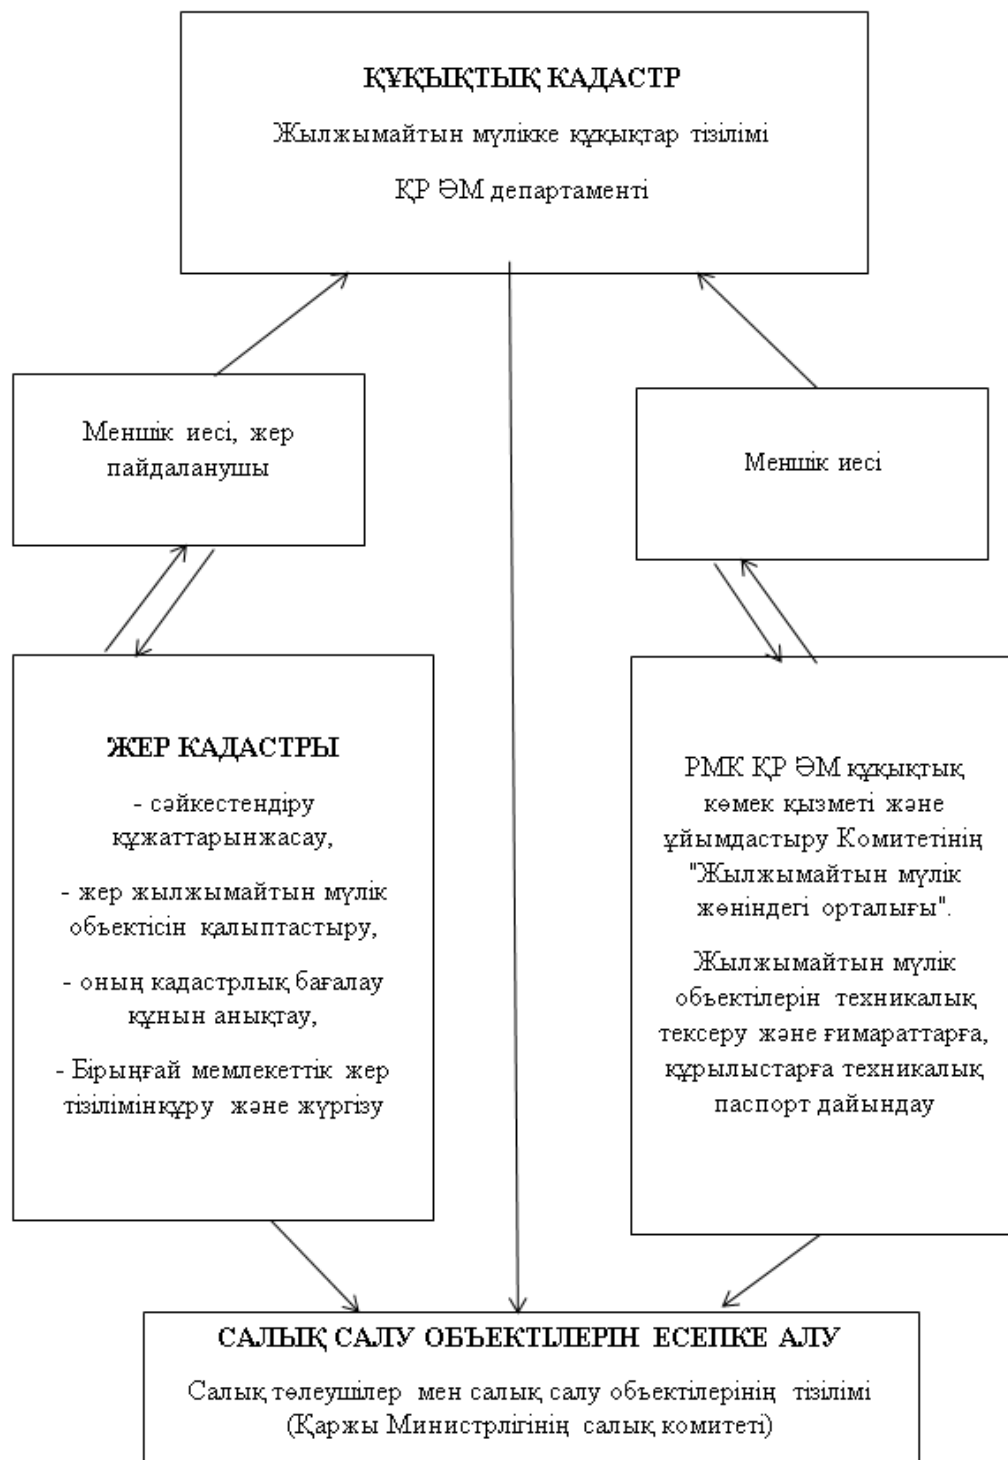 ҚҰҚЫҚТЫҚ КАДАСТР
Жылжымайтын мүлікке құқықтар тізілімі
ҚР ӘМ департаменті
Меншік иесі, жер
пайдаланушы
Меншік иесі
ЖЕР КАДАСТРЫ
- сәйкестендіру
құжаттарынжасау,
- жер жылжымайтын мүлік
объектісін қалыптастыру,
- оның кадастрлық бағалау
құнын анықтау,
- Бірыңғай мемлекеттік жер
тізілімінқұру және жүргізу
РМК ҚР ӘМ құқықтық
көмек қызметі және
ұйымдастыру Комитетінің
"Жылжымайтын мүлік
жөніндегі орталығы".
Жылжымайтын мүлік
объектілерін техникалық
тексеру және ғимараттарға,
құрылыстарға техникалық
паспорт дайындау
САЛЫҚ САЛУ ОБЪЕКТІЛЕРІН ЕСЕПКЕ АЛУ
Салық төлеушілер мен салық салу объектілерінің тізілімі
(Қаржы Министрлігінің салық комитеті)